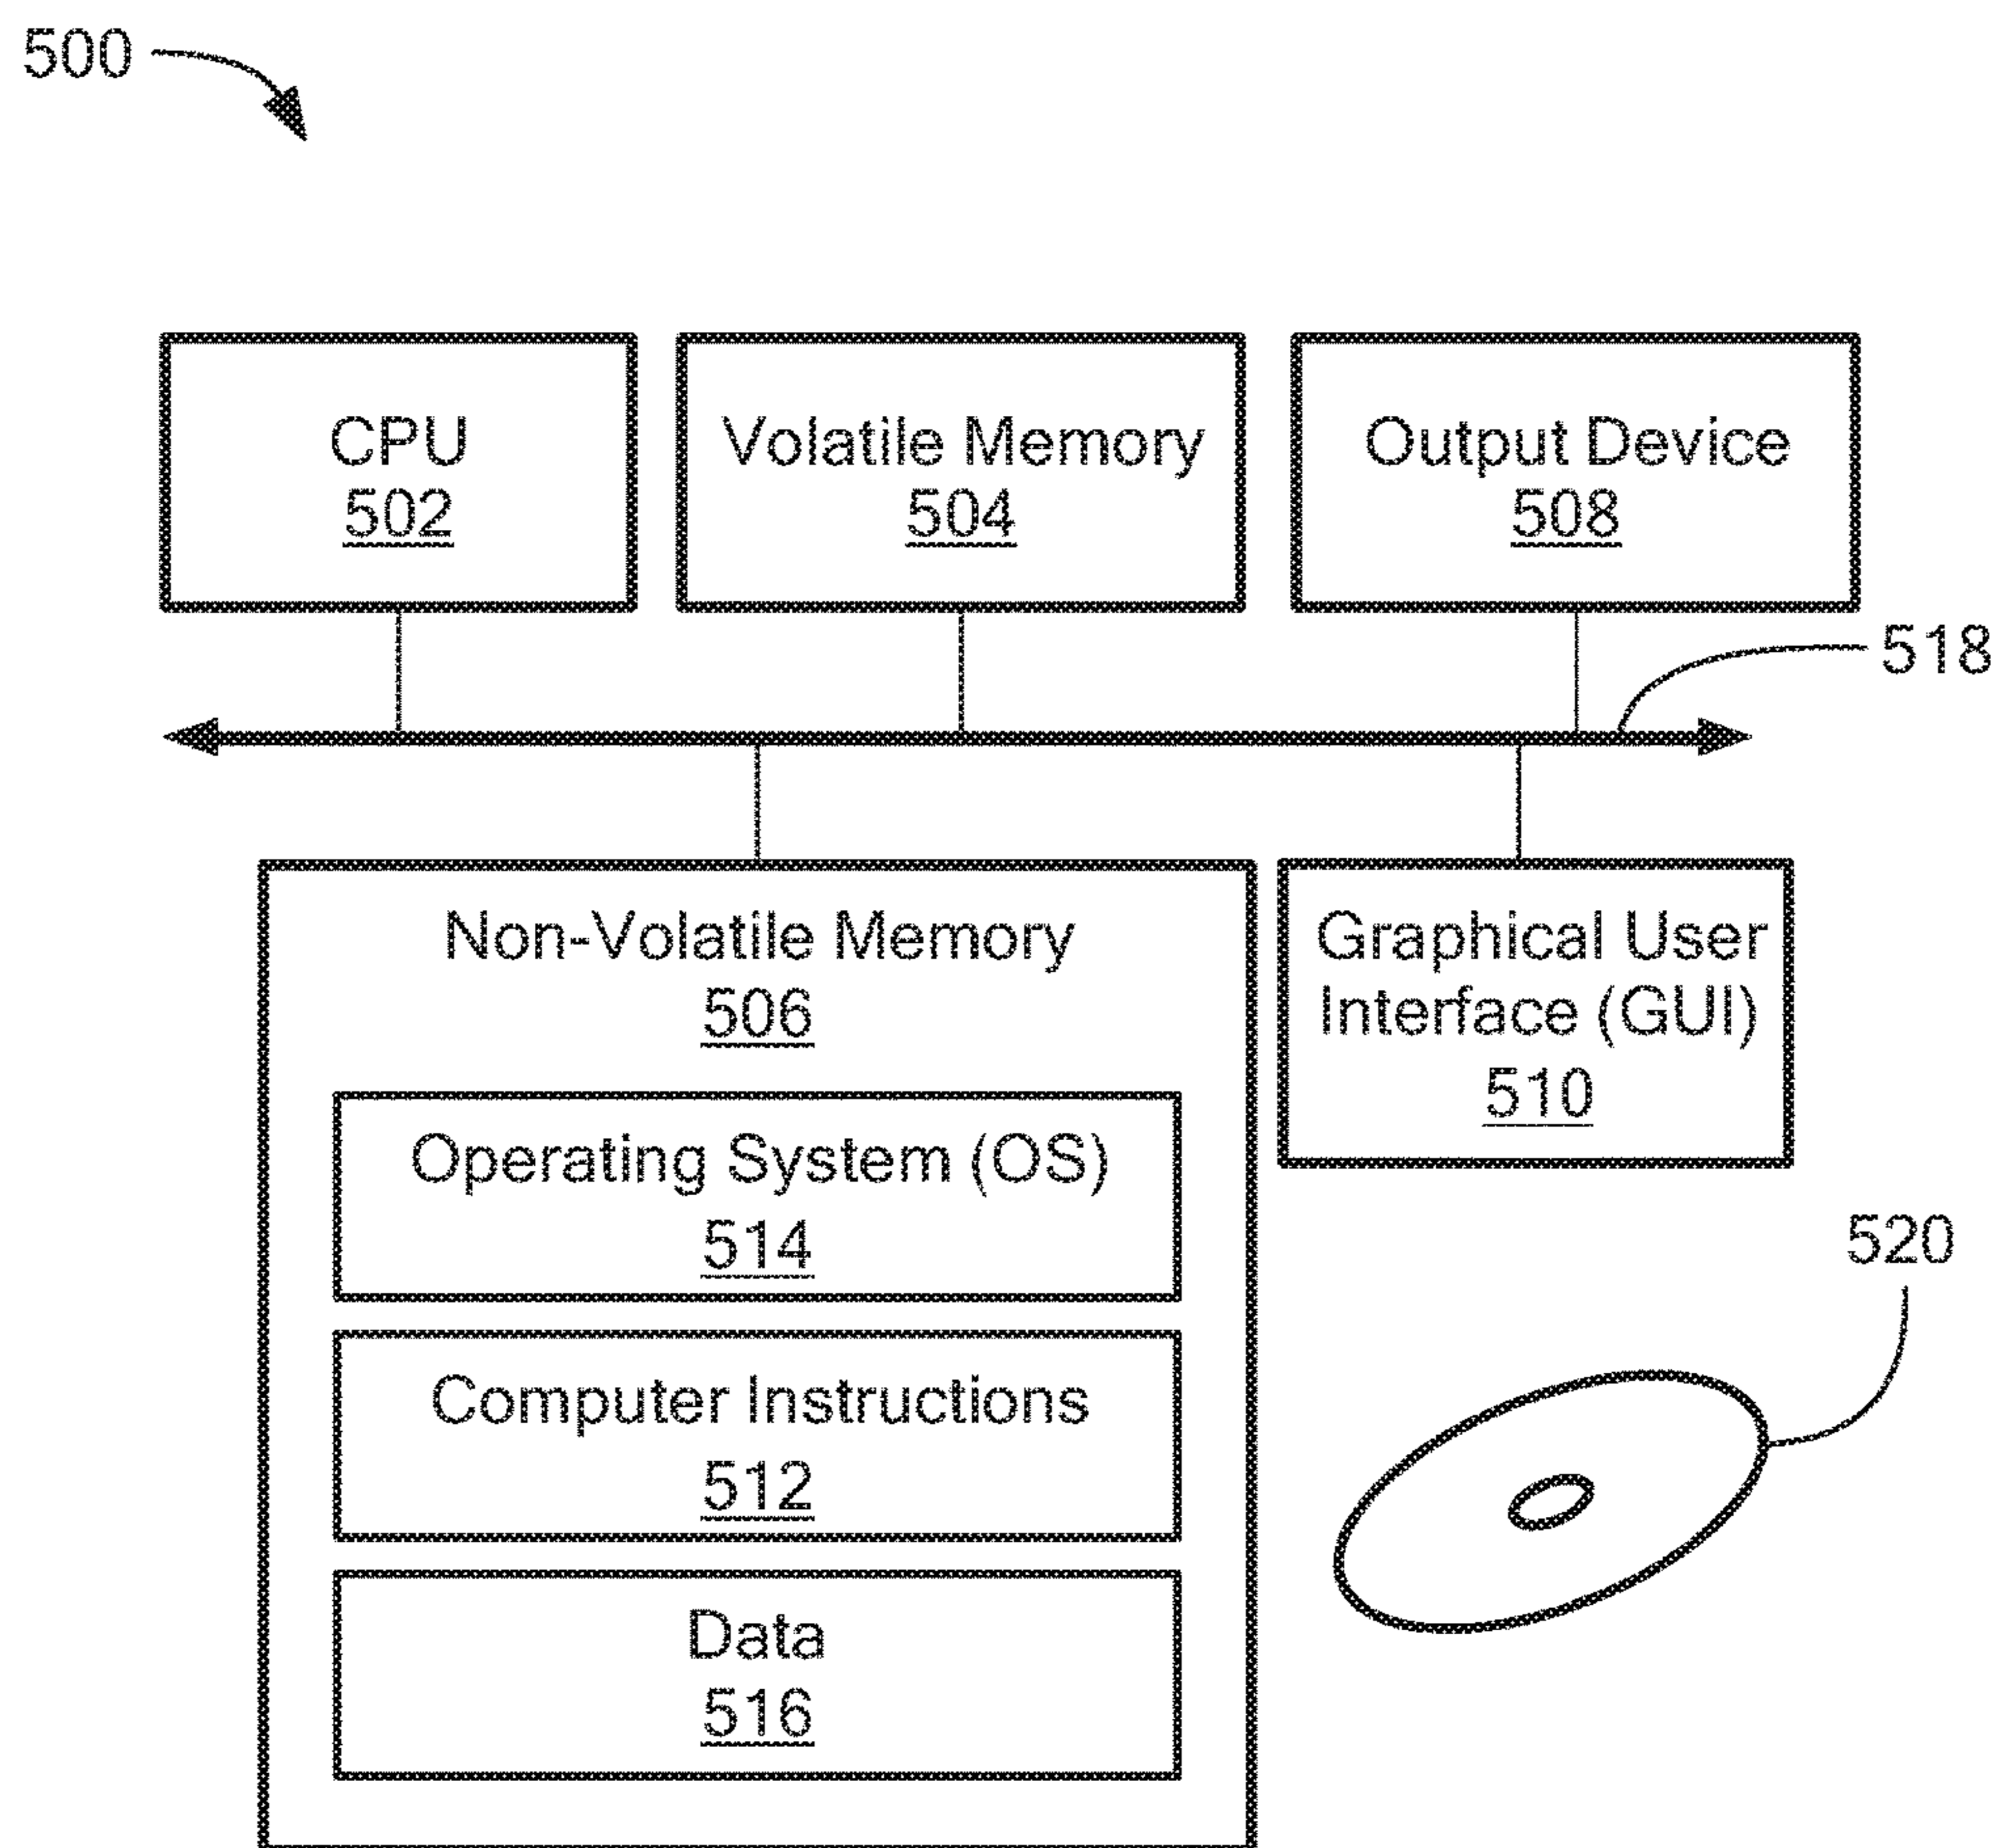 500
CPU
502
Volatile Memory
504
Output Device
508
518
Non-Volatile Memory
506
Graphical User
Interface (GUI)
510
Operating System (OS)
514
Computer Instructions
512
Data
516
520